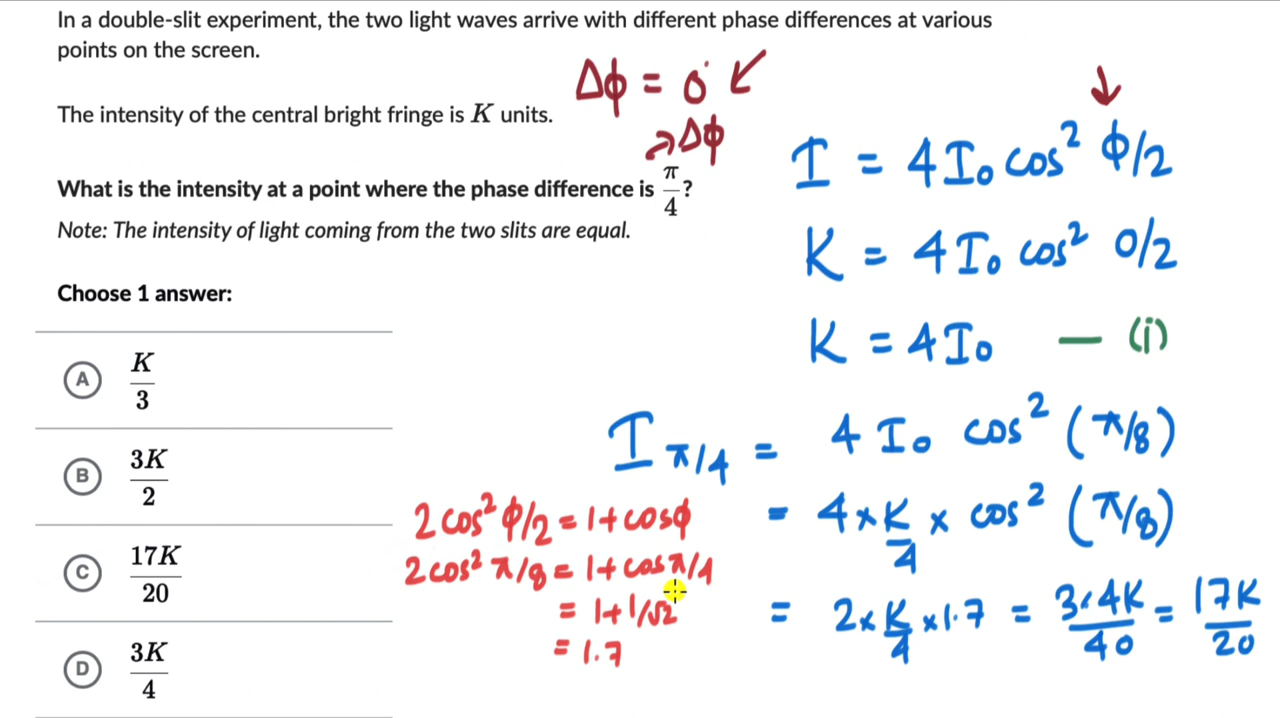 In a double-slit experiment, the two light waves arrive with different phase differences at various
points on the screen.
Δϕ = 0 ↙
The intensity of the central bright fringe is K units.
Δϕ
What is the intensity at a point where the phase difference is π/4?
Note: The intensity of light coming from the two slits are equal.
Choose 1 answer:
A K/3
B 3K/2
C 17K/20
D 3K/4
I = 4I₀ cos² ϕ/2
K = 4I₀ cos² 0/2
K = 4I₀ — (i)
I π/4 = 4 I₀ cos² (π/8)
= 4 × K/4 × cos² (π/8)
= 2 × K/4 × 1.7 = 3.4K/40 = 17K/20
2cos² ϕ/2 = 1 + cosϕ
2cos² π/8 = 1 + cos π/4
= 1 + 1/√2
= 1.7